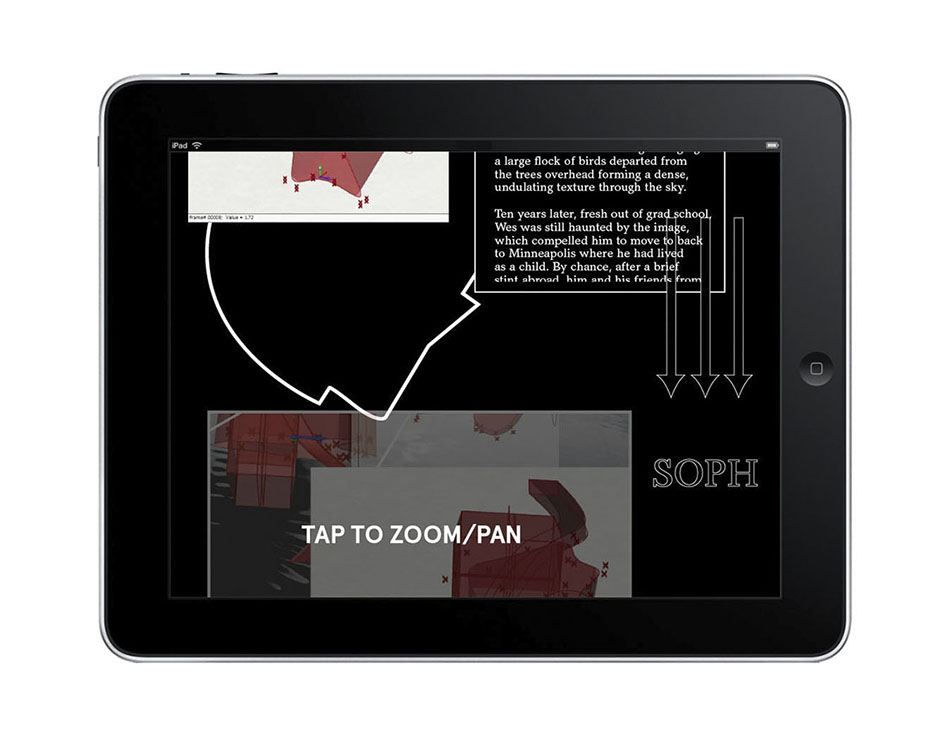 iPad
a large flock of birds departed from
the trees overhead forming a dense,
undulating texture through the sky.
Ten years later, fresh out of grad school,
Wes was still haunted by the image,
which compelled him to move to back
to Minneapolis where he had lived
as a child. By chance, after a brief
stint abroad, him and his friends from
Frame# 00008; Value = 1.72
SOPH
TAP TO ZOOM/PAN